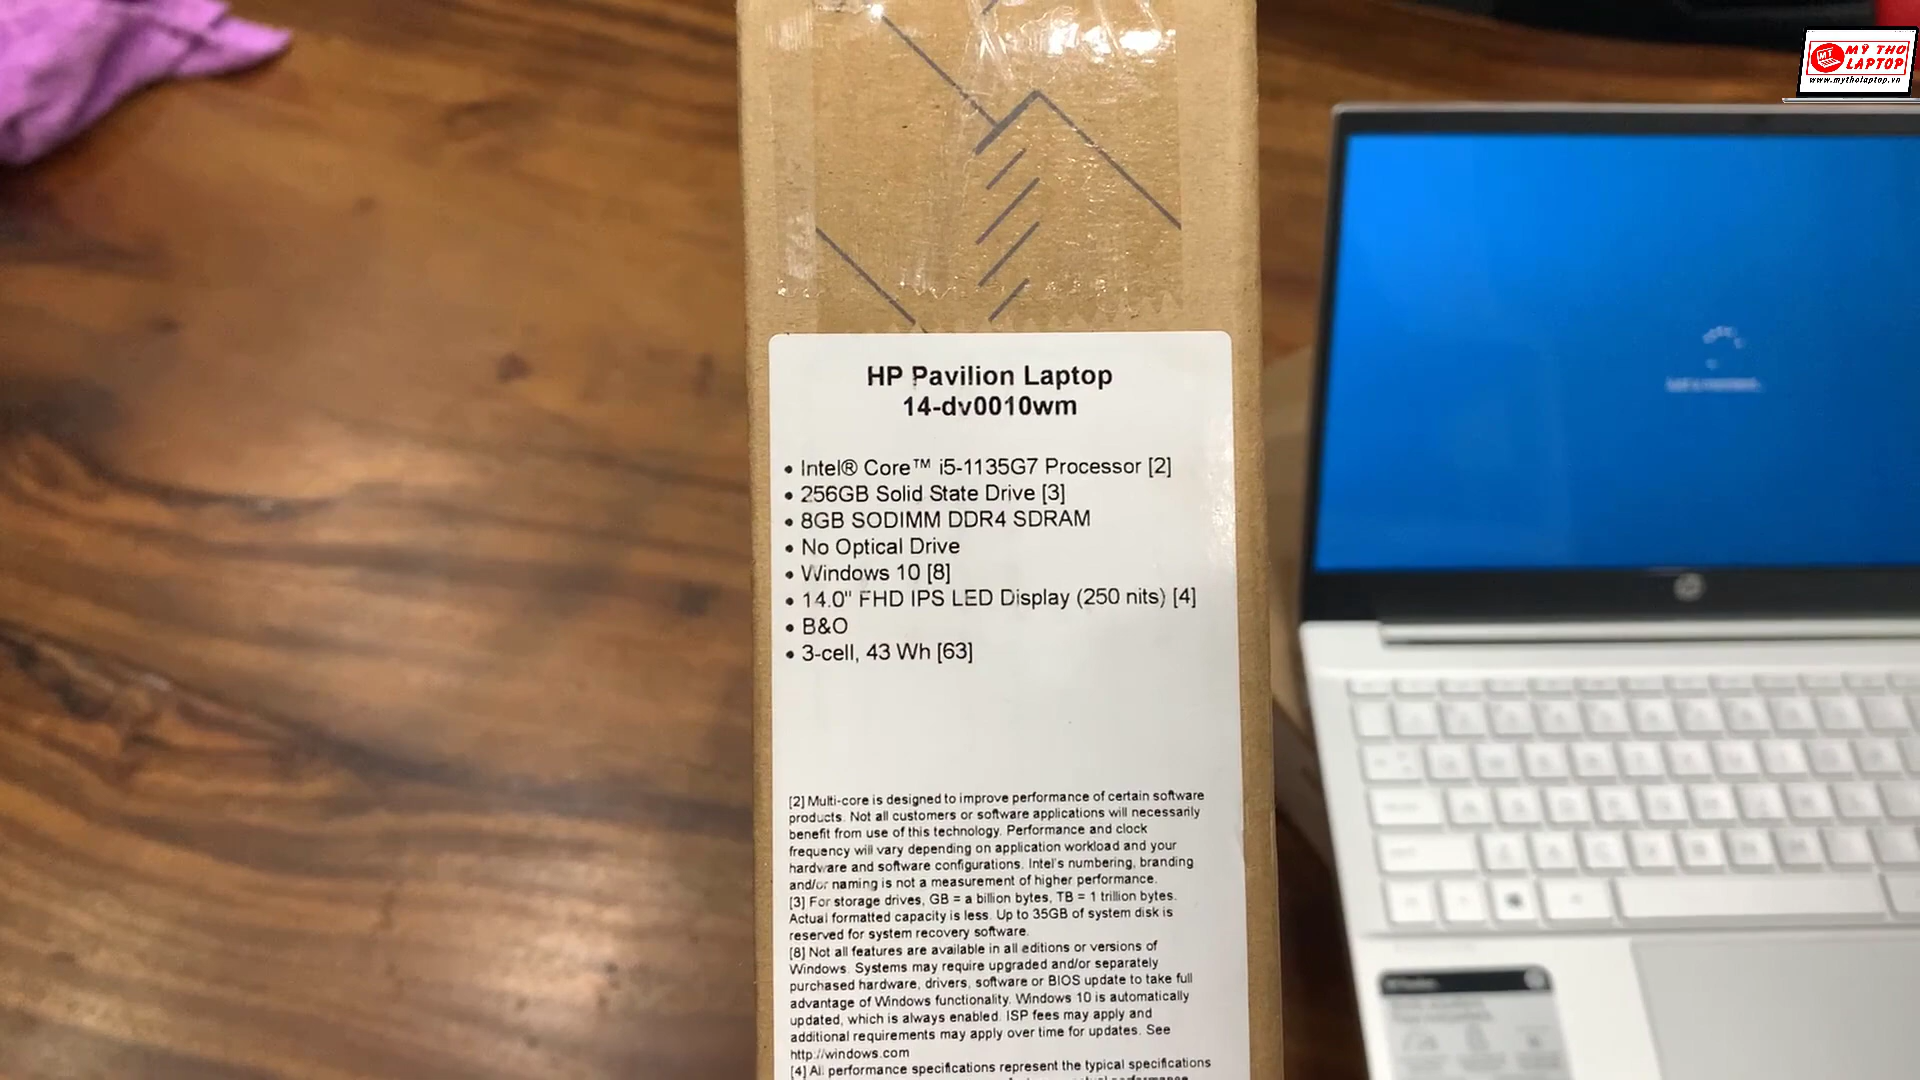 MỸ THO
LAPTOP
www.mytholaptop.vn
MT
HP Pavilion Laptop
14-dv0010wm
• Intel® Core™ i5-1135G7 Processor [2]
• 256GB Solid State Drive [3]
• 8GB SODIMM DDR4 SDRAM
• No Optical Drive
• Windows 10 [8]
• 14.0" FHD IPS LED Display (250 nits) [4]
• B&O
• 3-cell, 43 Wh [63]
[2] Multi-core is designed to improve performance of certain software
products. Not all customers or software applications will necessarily
benefit from use of this technology. Performance and clock
frequency will vary depending on application workload and your
hardware and software configurations. Intel's numbering, branding
and/or naming is not a measurement of higher performance.
[3] For storage drives, GB = a billion bytes, TB = 1 trillion bytes.
Actual formatted capacity is less. Up to 35GB of system disk is
reserved for system recovery software.
[8] Not all features are available in all editions or versions of
Windows. Systems may require upgraded and/or separately
purchased hardware, drivers, software or BIOS update to take full
advantage of Windows functionality. Windows 10 is automatically
updated, which is always enabled. ISP fees may apply and
additional requirements may apply over time for updates. See
http://windows.com
[4] All performance specifications represent the typical specifications
Just a moment...
hp